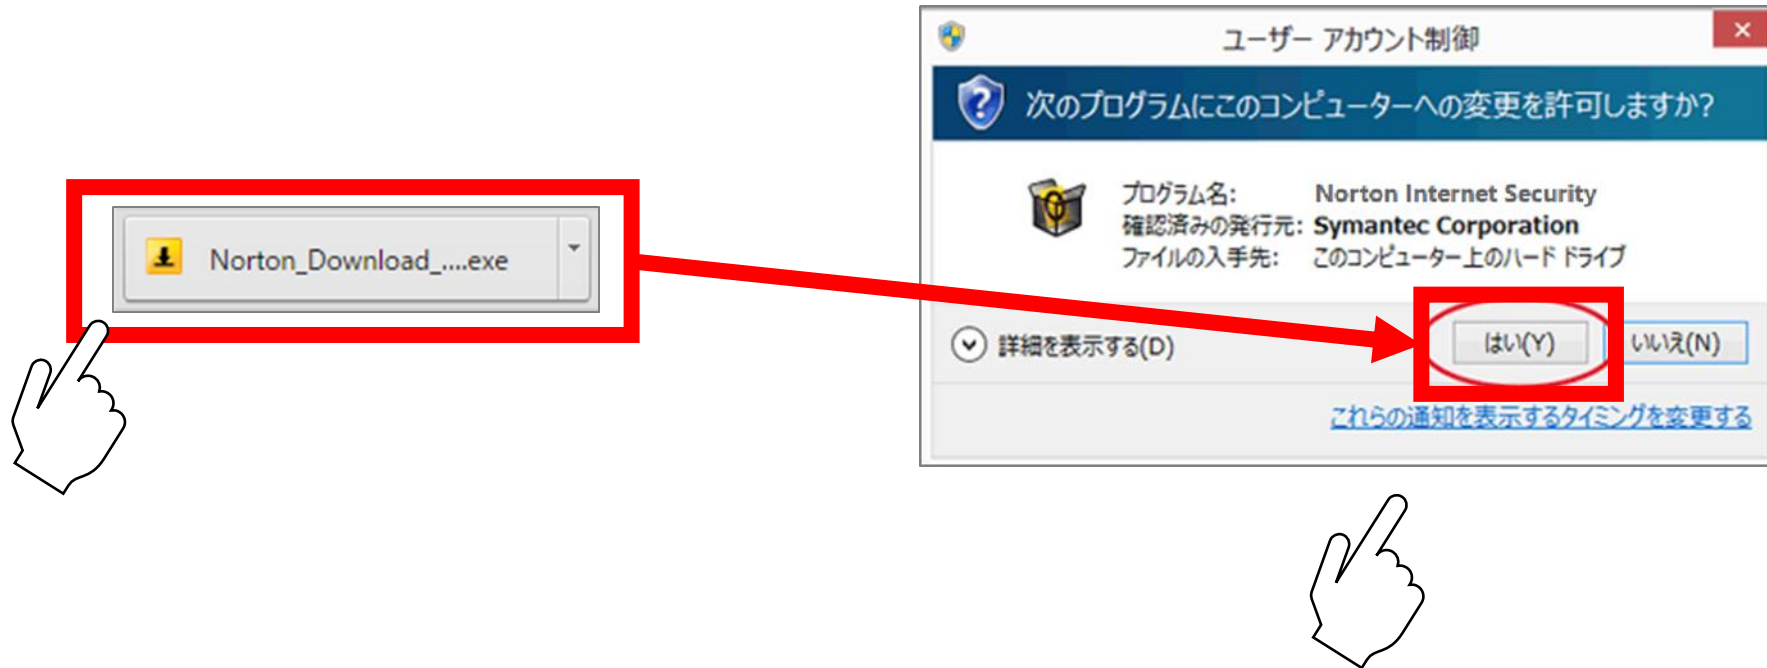 Norton_Download_....exe
ユーザー アカウント制御
次のプログラムにこのコンピューターへの変更を許可しますか?
プログラム名: Norton Internet Security
確認済みの発行元: Symantec Corporation
ファイルの入手先: このコンピューター上のハード ドライブ
詳細を表示する(D)
はい(Y)
いいえ(N)
これらの通知を表示するタイミングを変更する